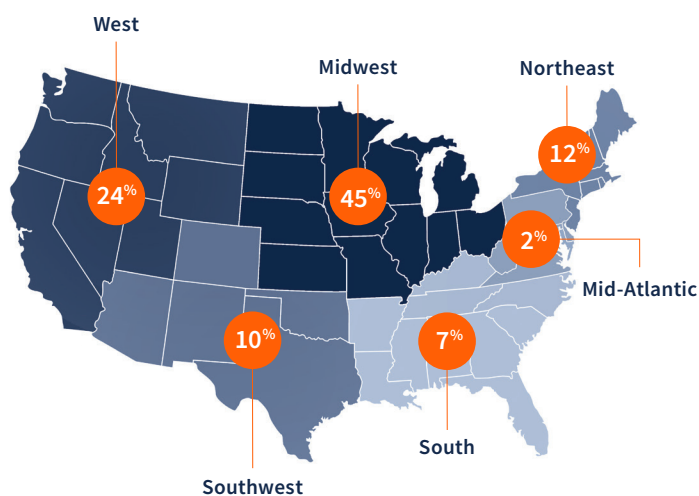 West
Midwest
Northeast
12%
24%
45%
2%
Mid-Atlantic
10%
7%
South
Southwest